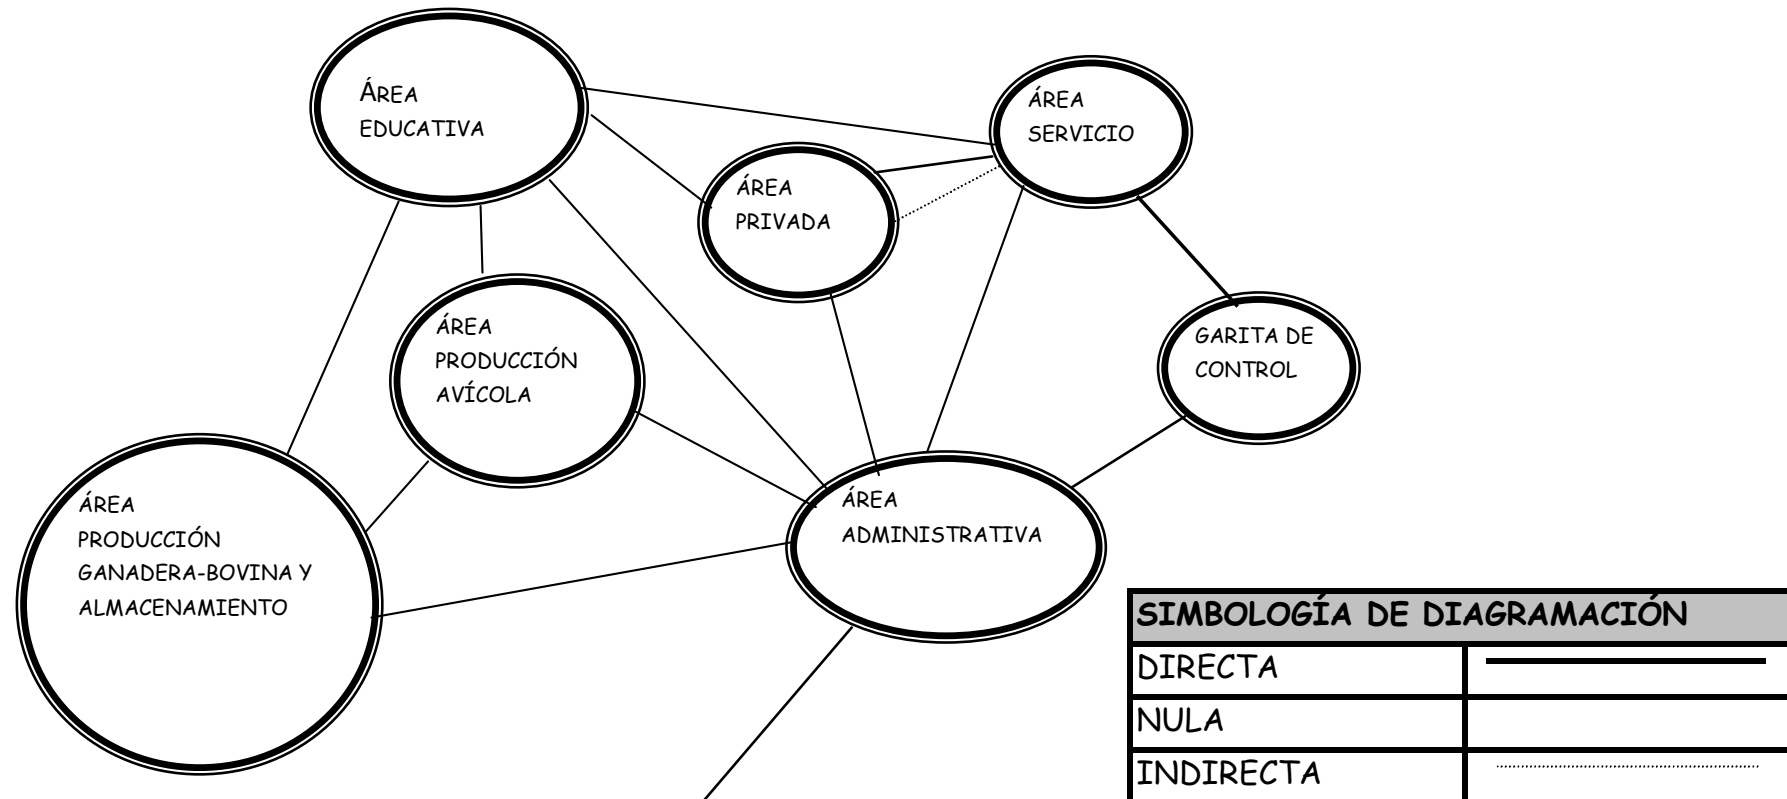 ÁREA
EDUCATIVA
ÁREA
SERVICIO
ÁREA
PRIVADA
ÁREA
PRODUCCIÓN
AVÍCOLA
GARITA DE
CONTROL
ÁREA
PRODUCCIÓN
GANADERA-BOVINA Y
ALMACENAMIENTO
ÁREA
ADMINISTRATIVA
SIMBOLOGÍA DE DIAGRAMACIÓN
DIRECTA
NULA
INDIRECTA